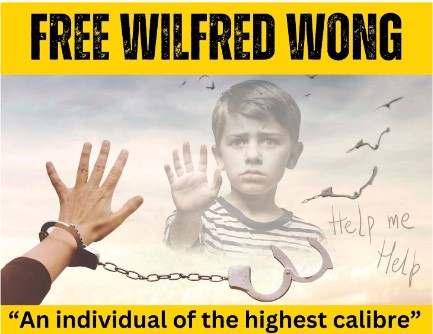 FREE WILFRED WONG
Help me
Help
“An individual of the highest calibre”